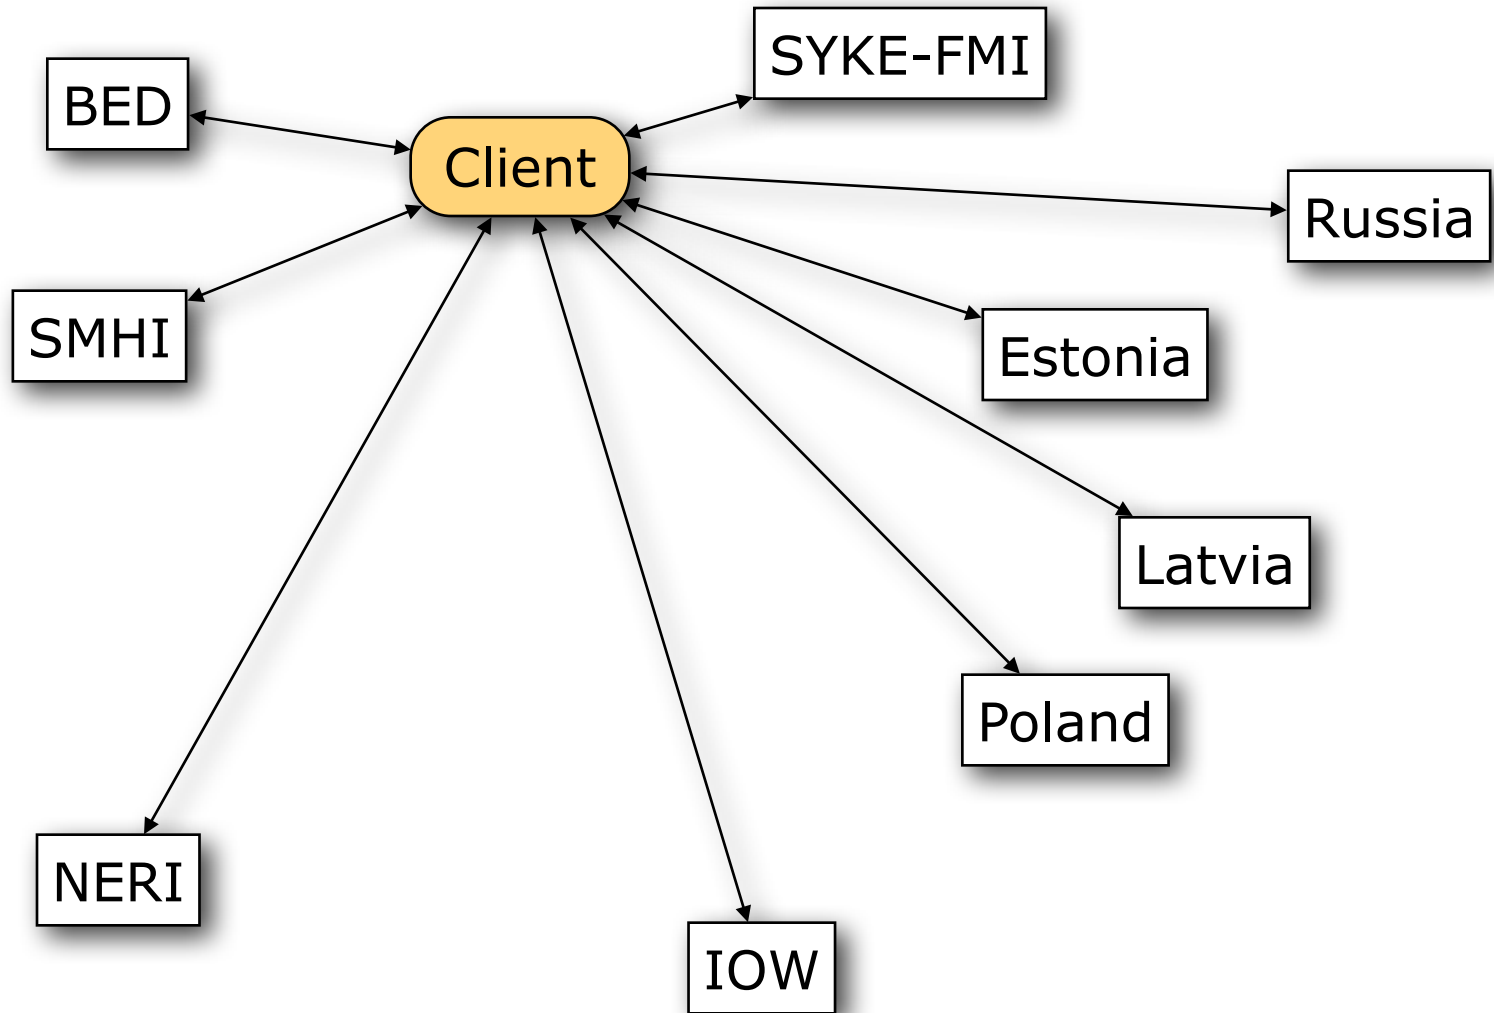 SYKE-FMI
BED
Client
Russia
SMHI
Estonia
Latvia
Poland
NERI
IOW